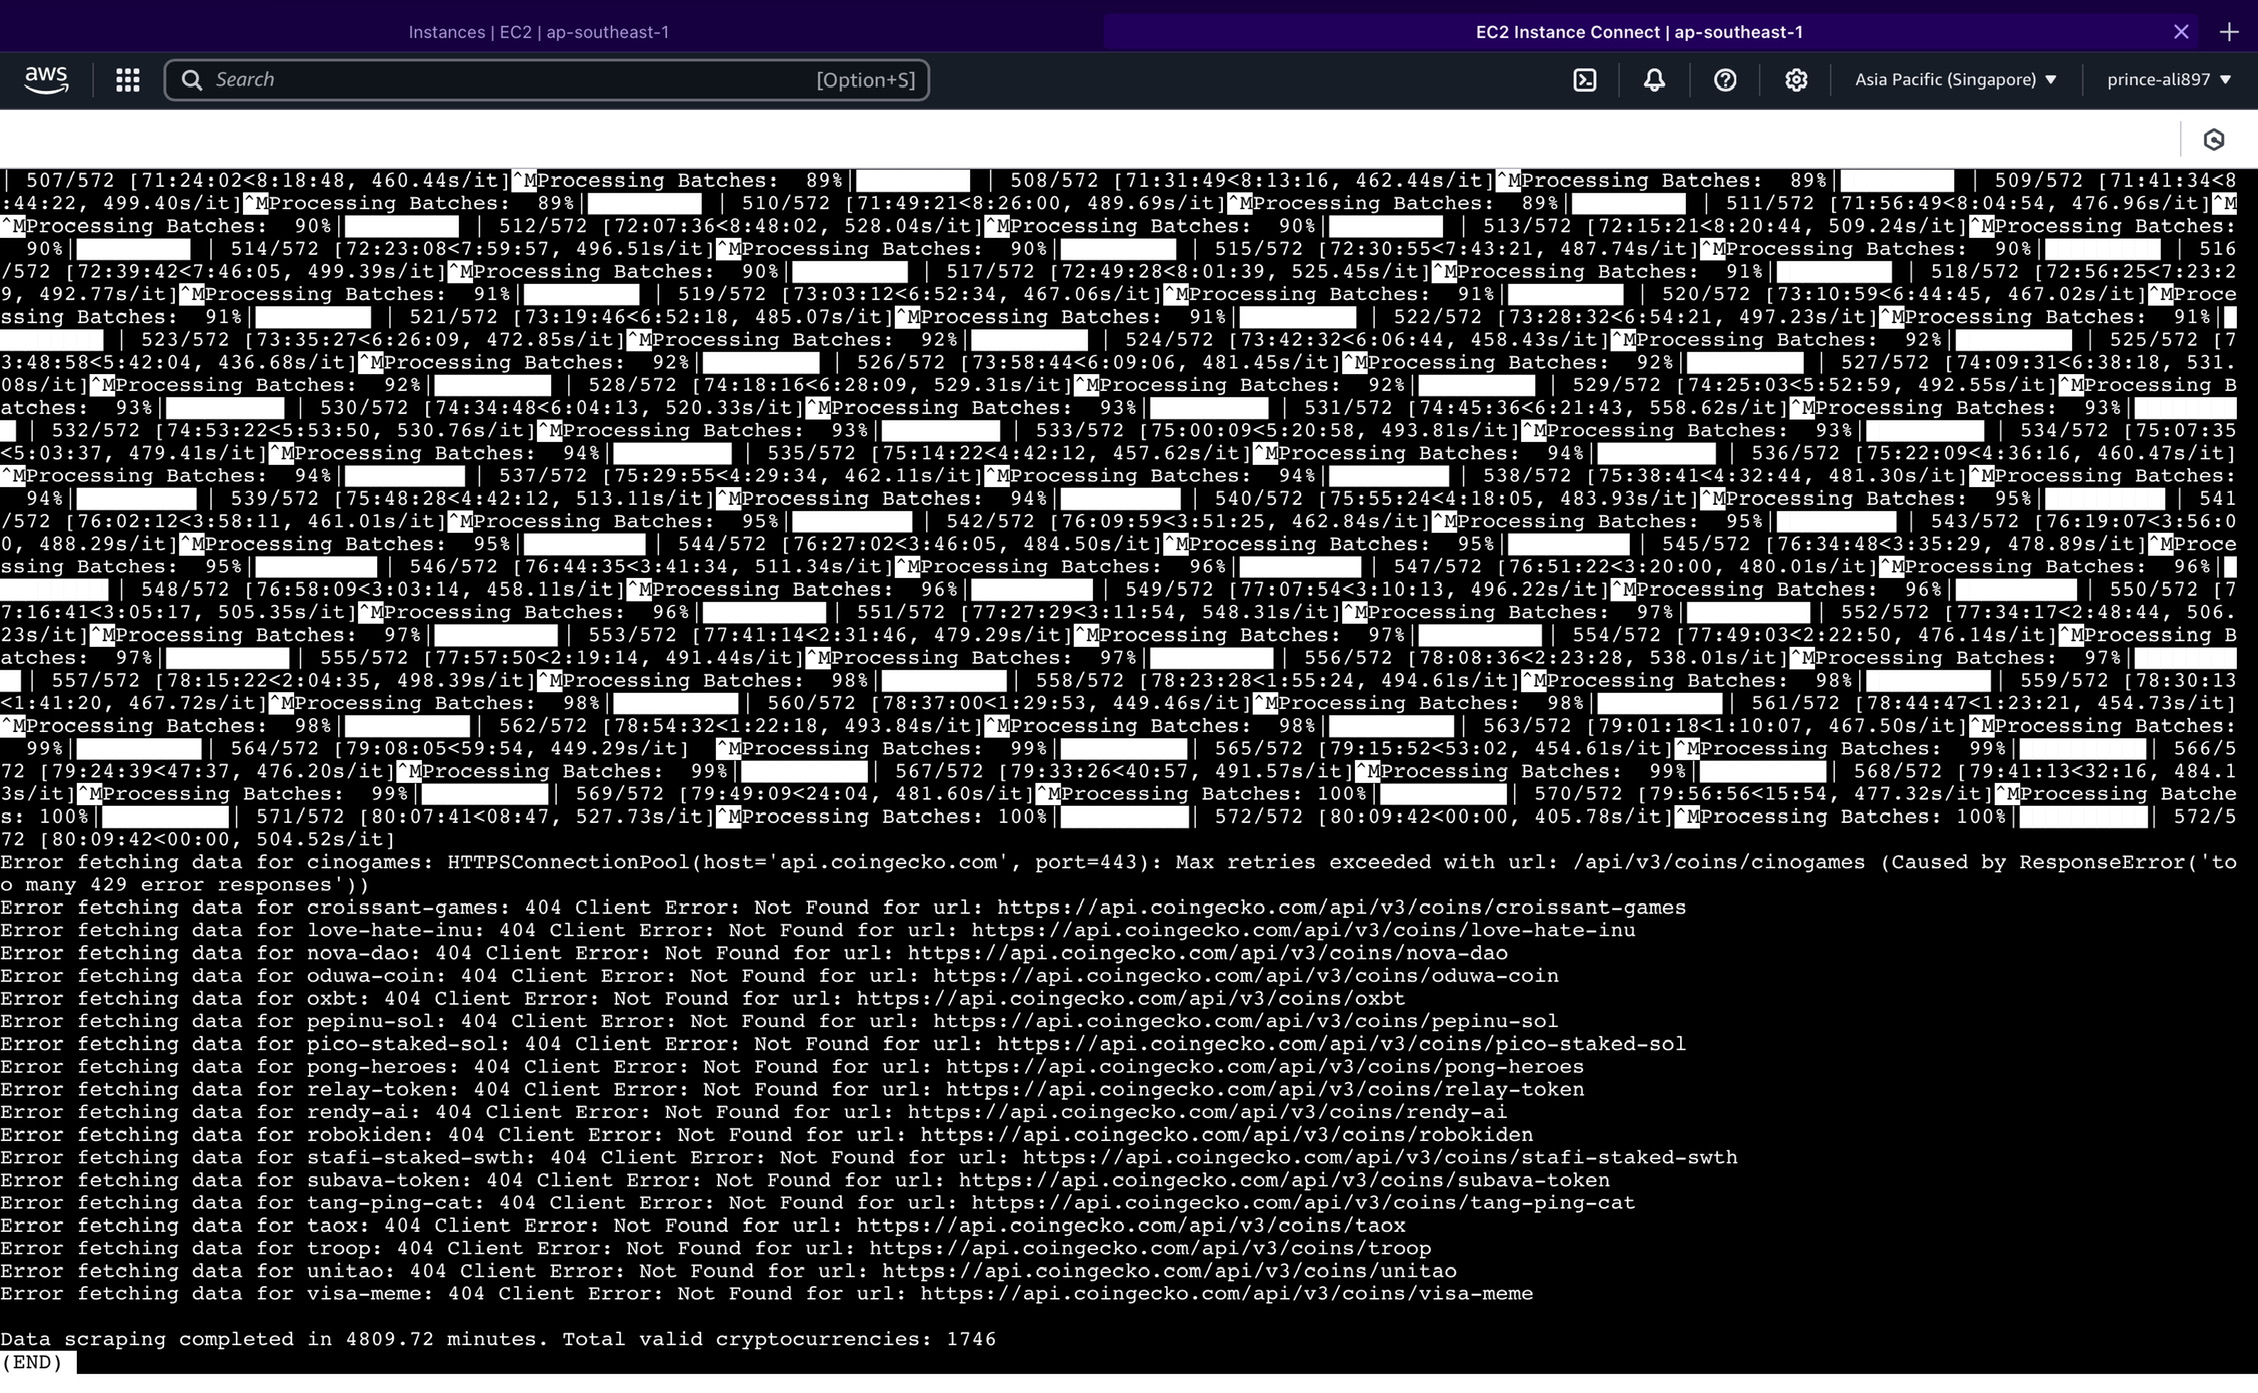 Instances | EC2 | ap-southeast-1
EC2 Instance Connect | ap-southeast-1
aws
Search
[Option+S]
Asia Pacific (Singapore)
prince-ali897
| 507/572 [71:24:02<8:18:48, 460.44s/it]^MProcessing Batches:  89%| | 508/572 [71:31:49<8:13:16, 462.44s/it]^MProcessing Batches:  89%| | 509/572 [71:41:34<8
:44:22, 499.40s/it]^MProcessing Batches:  89%| | 510/572 [71:49:21<8:26:00, 489.69s/it]^MProcessing Batches:  89%| | 511/572 [71:56:49<8:04:54, 476.96s/it]^M
^MProcessing Batches:  90%| | 512/572 [72:07:36<8:48:02, 528.04s/it]^MProcessing Batches:  90%| | 513/572 [72:15:21<8:20:44, 509.24s/it]^MProcessing Batches:
90%| | 514/572 [72:23:08<7:59:57, 496.51s/it]^MProcessing Batches:  90%| | 515/572 [72:30:55<7:43:21, 487.74s/it]^MProcessing Batches:  90%| | 516
/572 [72:39:42<7:46:05, 499.39s/it]^MProcessing Batches:  90%| | 517/572 [72:49:28<8:01:39, 525.45s/it]^MProcessing Batches:  91%| | 518/572 [72:56:25<7:23:2
9, 492.77s/it]^MProcessing Batches:  91%| | 519/572 [73:03:12<6:52:34, 467.06s/it]^MProcessing Batches:  91%| | 520/572 [73:10:59<6:44:45, 467.02s/it]^MProce
ssing Batches:  91%| | 521/572 [73:19:46<6:52:18, 485.07s/it]^MProcessing Batches:  91%| | 522/572 [73:28:32<6:54:21, 497.23s/it]^MProcessing Batches:  91%|
| 523/572 [73:35:27<6:26:09, 472.85s/it]^MProcessing Batches:  92%| | 524/572 [73:42:32<6:06:44, 458.43s/it]^MProcessing Batches:  92%| | 525/572 [7
3:48:58<5:42:04, 436.68s/it]^MProcessing Batches:  92%| | 526/572 [73:58:44<6:09:06, 481.45s/it]^MProcessing Batches:  92%| | 527/572 [74:09:31<6:38:18, 531.
08s/it]^MProcessing Batches:  92%| | 528/572 [74:18:16<6:28:09, 529.31s/it]^MProcessing Batches:  92%| | 529/572 [74:25:03<5:52:59, 492.55s/it]^MProcessing B
atches:  93%| | 530/572 [74:34:48<6:04:13, 520.33s/it]^MProcessing Batches:  93%| | 531/572 [74:45:36<6:21:43, 558.62s/it]^MProcessing Batches:  93%|
| 532/572 [74:53:22<5:53:50, 530.76s/it]^MProcessing Batches:  93%| | 533/572 [75:00:09<5:20:58, 493.81s/it]^MProcessing Batches:  93%| | 534/572 [75:07:35
<5:03:37, 479.41s/it]^MProcessing Batches:  94%| | 535/572 [75:14:22<4:42:12, 457.62s/it]^MProcessing Batches:  94%| | 536/572 [75:22:09<4:36:16, 460.47s/it]
^MProcessing Batches:  94%| | 537/572 [75:29:55<4:29:34, 462.11s/it]^MProcessing Batches:  94%| | 538/572 [75:38:41<4:32:44, 481.30s/it]^MProcessing Batches:
94%| | 539/572 [75:48:28<4:42:12, 513.11s/it]^MProcessing Batches:  94%| | 540/572 [75:55:24<4:18:05, 483.93s/it]^MProcessing Batches:  95%| | 541
/572 [76:02:12<3:58:11, 461.01s/it]^MProcessing Batches:  95%| | 542/572 [76:09:59<3:51:25, 462.84s/it]^MProcessing Batches:  95%| | 543/572 [76:19:07<3:56:0
0, 488.29s/it]^MProcessing Batches:  95%| | 544/572 [76:27:02<3:46:05, 484.50s/it]^MProcessing Batches:  95%| | 545/572 [76:34:48<3:35:29, 478.89s/it]^MProce
ssing Batches:  95%| | 546/572 [76:44:35<3:41:34, 511.34s/it]^MProcessing Batches:  96%| | 547/572 [76:51:22<3:20:00, 480.01s/it]^MProcessing Batches:  96%|
| 548/572 [76:58:09<3:03:14, 458.11s/it]^MProcessing Batches:  96%| | 549/572 [77:07:54<3:10:13, 496.22s/it]^MProcessing Batches:  96%| | 550/572 [7
7:16:41<3:05:17, 505.35s/it]^MProcessing Batches:  96%| | 551/572 [77:27:29<3:11:54, 548.31s/it]^MProcessing Batches:  97%| | 552/572 [77:34:17<2:48:44, 506.
23s/it]^MProcessing Batches:  97%| | 553/572 [77:41:14<2:31:46, 479.29s/it]^MProcessing Batches:  97%| | 554/572 [77:49:03<2:22:50, 476.14s/it]^MProcessing B
atches:  97%| | 555/572 [77:57:50<2:19:14, 491.44s/it]^MProcessing Batches:  97%| | 556/572 [78:08:36<2:23:28, 538.01s/it]^MProcessing Batches:  97%|
| 557/572 [78:15:22<2:04:35, 498.39s/it]^MProcessing Batches:  98%| | 558/572 [78:23:28<1:55:24, 494.61s/it]^MProcessing Batches:  98%| | 559/572 [78:30:13
<1:41:20, 467.72s/it]^MProcessing Batches:  98%| | 560/572 [78:37:00<1:29:53, 449.46s/it]^MProcessing Batches:  98%| | 561/572 [78:44:47<1:23:21, 454.73s/it]
^MProcessing Batches:  98%| | 562/572 [78:54:32<1:22:18, 493.84s/it]^MProcessing Batches:  98%| | 563/572 [79:01:18<1:10:07, 467.50s/it]^MProcessing Batches:
99%| | 564/572 [79:08:05<59:54, 449.29s/it]  ^MProcessing Batches:  99%| | 565/572 [79:15:52<53:02, 454.61s/it]^MProcessing Batches:  99%| | 566/5
72 [79:24:39<47:37, 476.20s/it]^MProcessing Batches:  99%| | 567/572 [79:33:26<40:57, 491.57s/it]^MProcessing Batches:  99%| | 568/572 [79:41:13<32:16, 484.1
3s/it]^MProcessing Batches:  99%| | 569/572 [79:49:09<24:04, 481.60s/it]^MProcessing Batches: 100%| | 570/572 [79:56:56<15:54, 477.32s/it]^MProcessing Batche
s: 100%| | 571/572 [80:07:41<08:47, 527.73s/it]^MProcessing Batches: 100%| | 572/572 [80:09:42<00:00, 405.78s/it]^MProcessing Batches: 100%| | 572/5
72 [80:09:42<00:00, 504.52s/it]
Error fetching data for cinogames: HTTPSConnectionPool(host='api.coingecko.com', port=443): Max retries exceeded with url: /api/v3/coins/cinogames (Caused by ResponseError('to
o many 429 error responses'))
Error fetching data for croissant-games: 404 Client Error: Not Found for url: https://api.coingecko.com/api/v3/coins/croissant-games
Error fetching data for love-hate-inu: 404 Client Error: Not Found for url: https://api.coingecko.com/api/v3/coins/love-hate-inu
Error fetching data for nova-dao: 404 Client Error: Not Found for url: https://api.coingecko.com/api/v3/coins/nova-dao
Error fetching data for oduwa-coin: 404 Client Error: Not Found for url: https://api.coingecko.com/api/v3/coins/oduwa-coin
Error fetching data for oxbt: 404 Client Error: Not Found for url: https://api.coingecko.com/api/v3/coins/oxbt
Error fetching data for pepinu-sol: 404 Client Error: Not Found for url: https://api.coingecko.com/api/v3/coins/pepinu-sol
Error fetching data for pico-staked-sol: 404 Client Error: Not Found for url: https://api.coingecko.com/api/v3/coins/pico-staked-sol
Error fetching data for pong-heroes: 404 Client Error: Not Found for url: https://api.coingecko.com/api/v3/coins/pong-heroes
Error fetching data for relay-token: 404 Client Error: Not Found for url: https://api.coingecko.com/api/v3/coins/relay-token
Error fetching data for rendy-ai: 404 Client Error: Not Found for url: https://api.coingecko.com/api/v3/coins/rendy-ai
Error fetching data for robokiden: 404 Client Error: Not Found for url: https://api.coingecko.com/api/v3/coins/robokiden
Error fetching data for stafi-staked-swth: 404 Client Error: Not Found for url: https://api.coingecko.com/api/v3/coins/stafi-staked-swth
Error fetching data for subava-token: 404 Client Error: Not Found for url: https://api.coingecko.com/api/v3/coins/subava-token
Error fetching data for tang-ping-cat: 404 Client Error: Not Found for url: https://api.coingecko.com/api/v3/coins/tang-ping-cat
Error fetching data for taox: 404 Client Error: Not Found for url: https://api.coingecko.com/api/v3/coins/taox
Error fetching data for troop: 404 Client Error: Not Found for url: https://api.coingecko.com/api/v3/coins/troop
Error fetching data for unitao: 404 Client Error: Not Found for url: https://api.coingecko.com/api/v3/coins/unitao
Error fetching data for visa-meme: 404 Client Error: Not Found for url: https://api.coingecko.com/api/v3/coins/visa-meme
Data scraping completed in 4809.72 minutes. Total valid cryptocurrencies: 1746
(END)